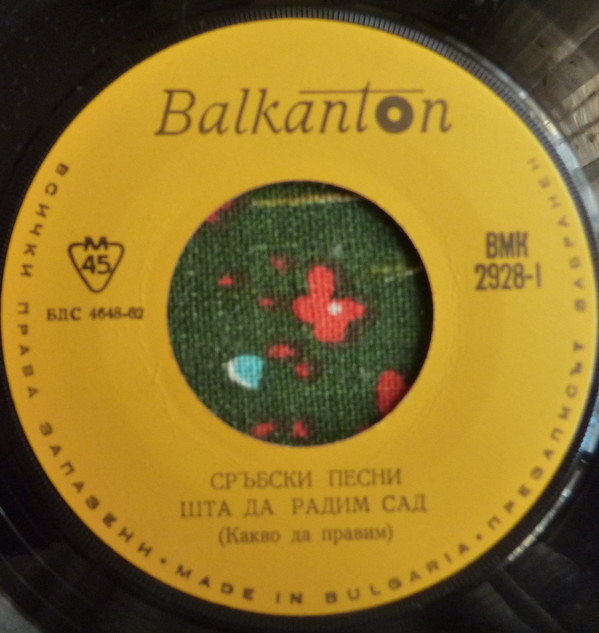 Balkanton
ВСИЧКИ ПРАВА ЗАПАЗЕНИ • MADE IN BULGARIA • ПРЕЗАПИСЪТ ЗАБРАНЕН
М
45
БДС 4648-62
ВМК
2928-I
СРЪБСКИ ПЕСНИ
ЩТА ДА РАДИМ САД
(Какво да правим)